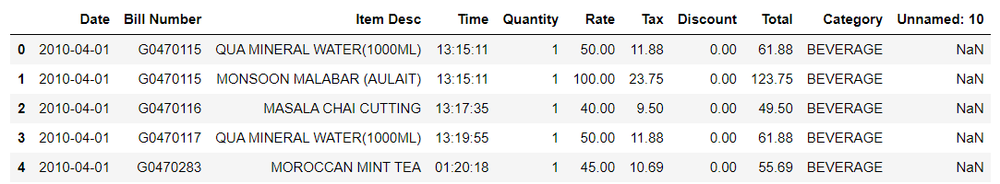 Date Bill Number Item Desc Time Quantity Rate Tax Discount Total Category Unnamed: 10
0 2010-04-01 G0470115 QUA MINERAL WATER(1000ML) 13:15:11 1 50.00 11.88 0.00 61.88 BEVERAGE NaN
1 2010-04-01 G0470115 MONSOON MALABAR (AULAIT) 13:15:11 1 100.00 23.75 0.00 123.75 BEVERAGE NaN
2 2010-04-01 G0470116 MASALA CHAI CUTTING 13:17:35 1 40.00 9.50 0.00 49.50 BEVERAGE NaN
3 2010-04-01 G0470117 QUA MINERAL WATER(1000ML) 13:19:55 1 50.00 11.88 0.00 61.88 BEVERAGE NaN
4 2010-04-01 G0470283 MOROCCAN MINT TEA 01:20:18 1 45.00 10.69 0.00 55.69 BEVERAGE NaN